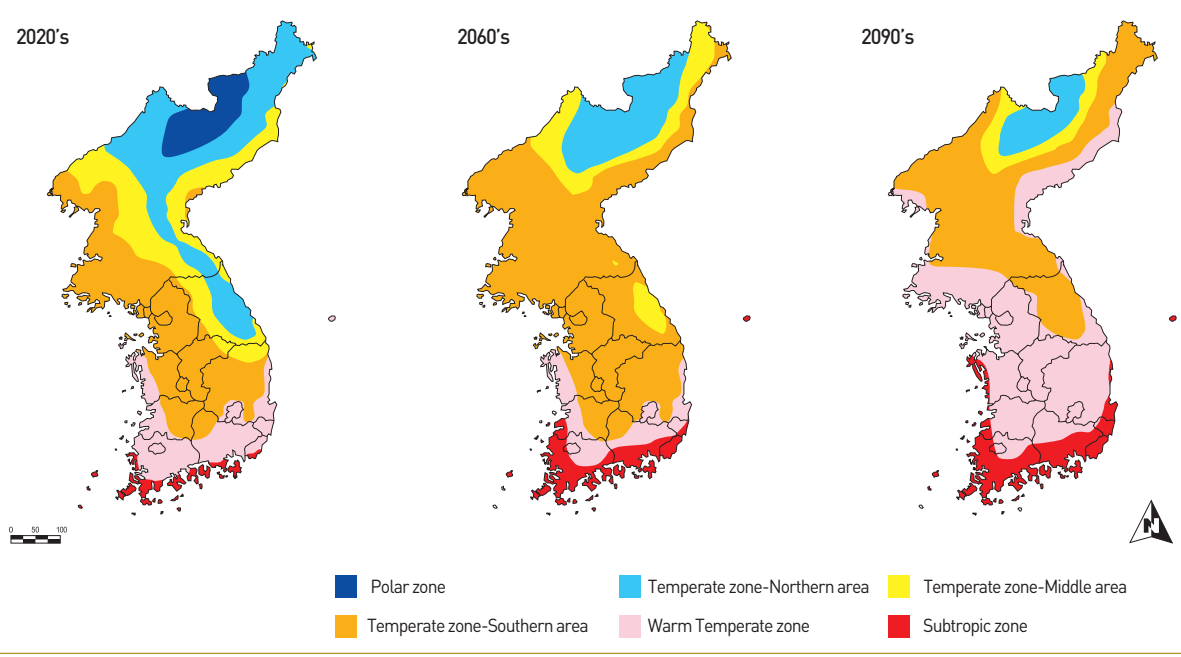 2020's
2060's
2090's
0 50 100
N
Polar zone
Temperate zone-Northern area
Temperate zone-Middle area
Temperate zone-Southern area
Warm Temperate zone
Subtropic zone